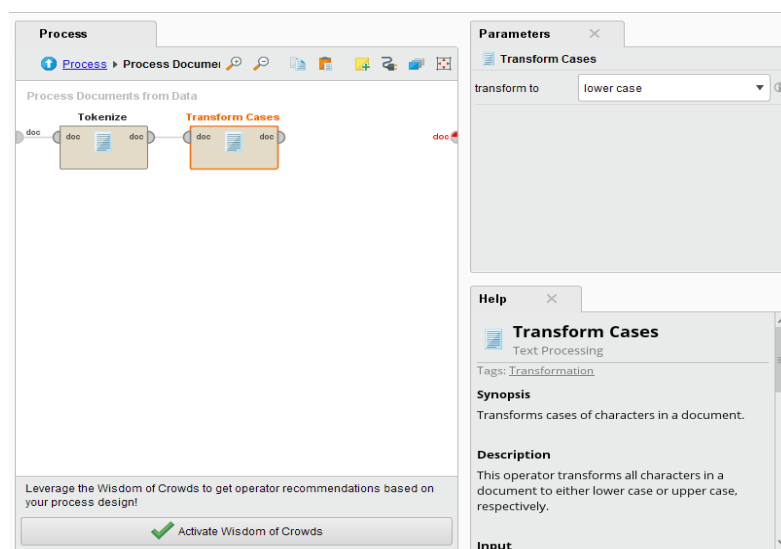 Process
Process Process Documer
Process Documents from Data
Tokenize
Transform Cases
doc
doc
doc
doc
doc
doc
Leverage the Wisdom of Crowds to get operator recommendations based on
your process design!
Activate Wisdom of Crowds
Parameters
Transform Cases
transform to
lower case
Help
Transform Cases
Text Processing
Tags: Transformation
Synopsis
Transforms cases of characters in a document.
Description
This operator transforms all characters in a
document to either lower case or upper case,
respectively.
Input